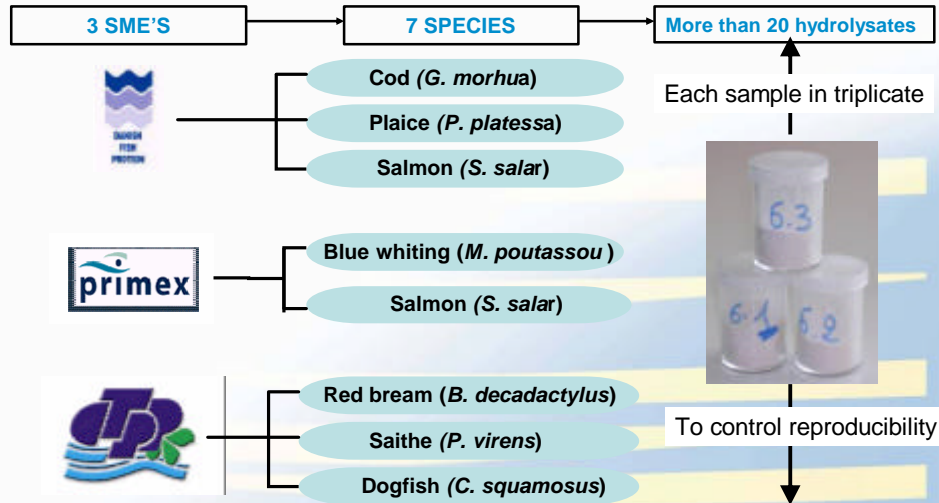 3 SME'S
7 SPECIES
More than 20 hydrolysates
DANISH
FISH
PROTEIN
Cod (G. morhua)
Plaice (P. platessa)
Salmon (S. salar)
Each sample in triplicate
6.3
6.1
6.2
primex
Blue whiting (M. poutassou )
Salmon (S. salar)
CTPP
Red bream (B. decadactylus)
Saithe (P. virens)
Dogfish (C. squamosus)
To control reproducibility